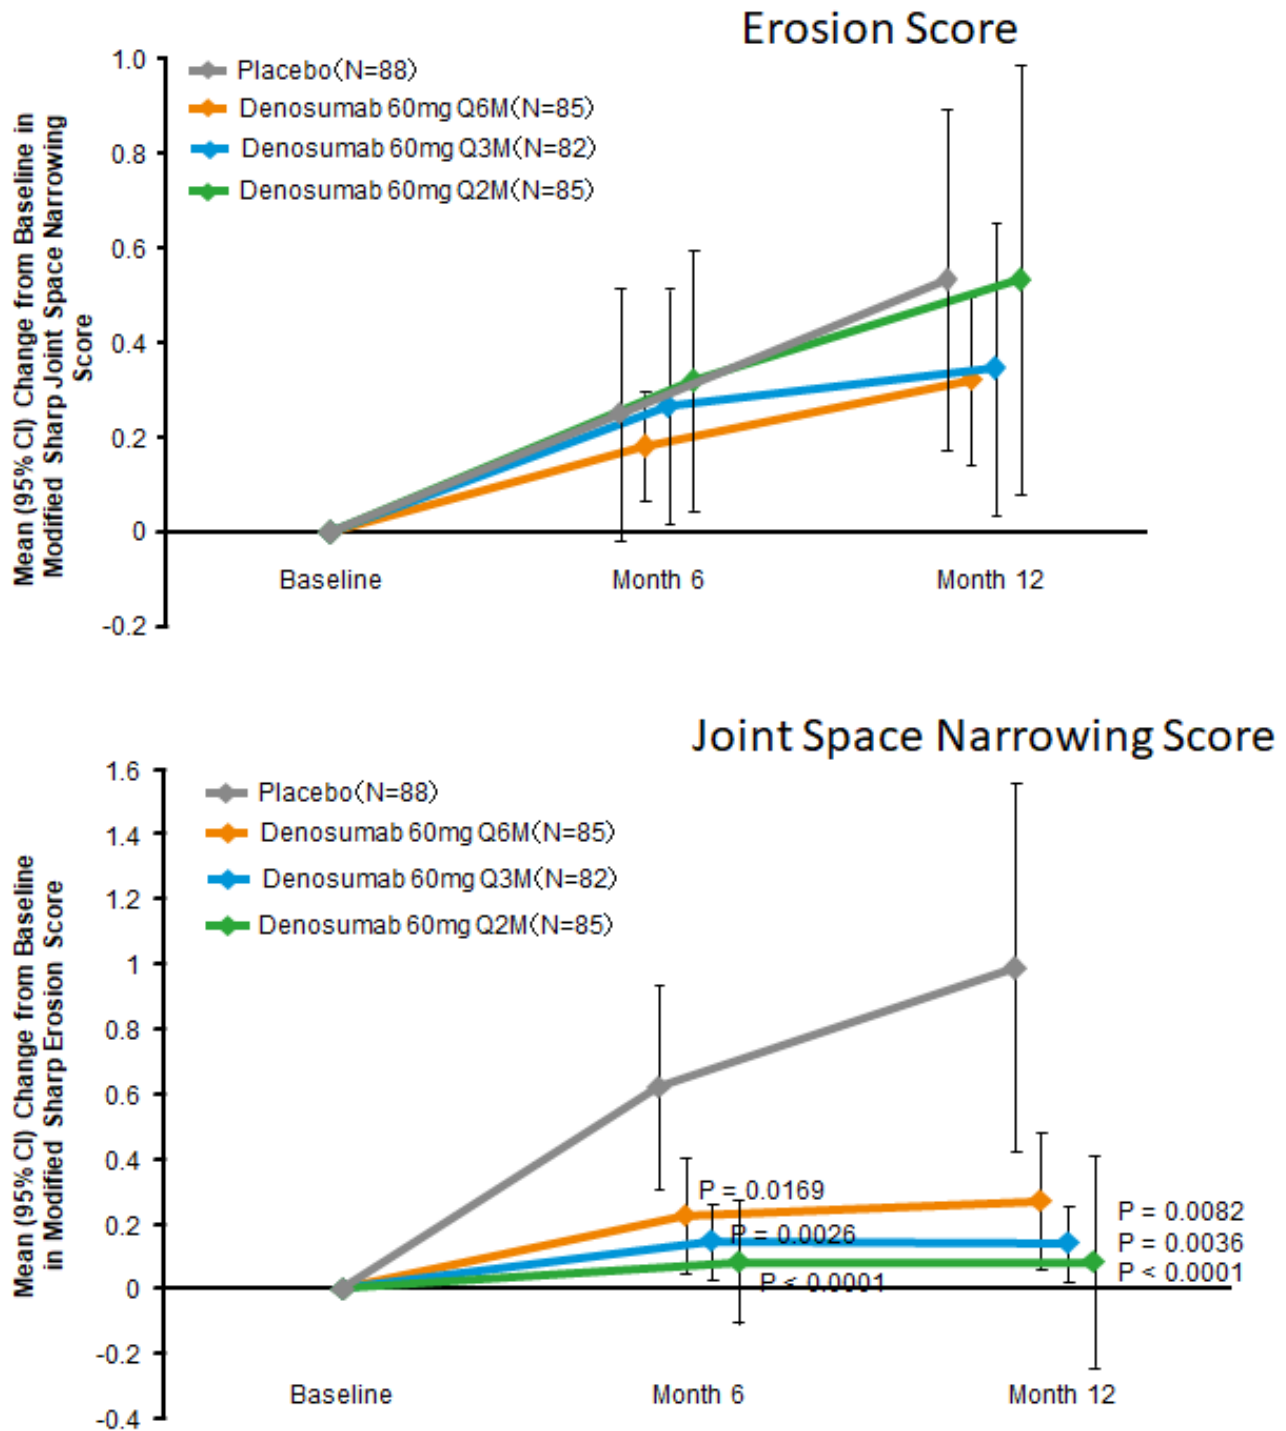 Erosion Score
Mean (95% CI) Change from Baseline in
Modified Sharp Joint Space Narrowing
Score
1.0
0.8
0.6
0.4
0.2
0
-0.2
Placebo(N=88)
Denosumab 60mg Q6M(N=85)
Denosumab 60mg Q3M(N=82)
Denosumab 60mg Q2M(N=85)
Baseline
Month 6
Month 12
Joint Space Narrowing Score
Mean (95% CI) Change from Baseline
in Modified Sharp Erosion Score
1.6
1.4
1.2
1
0.8
0.6
0.4
0.2
0
-0.2
-0.4
Placebo(N=88)
Denosumab 60mg Q6M(N=85)
Denosumab 60mg Q3M(N=82)
Denosumab 60mg Q2M(N=85)
P = 0.0169
P = 0.0026
P < 0.0001
P = 0.0082
P = 0.0036
P < 0.0001
Baseline
Month 6
Month 12